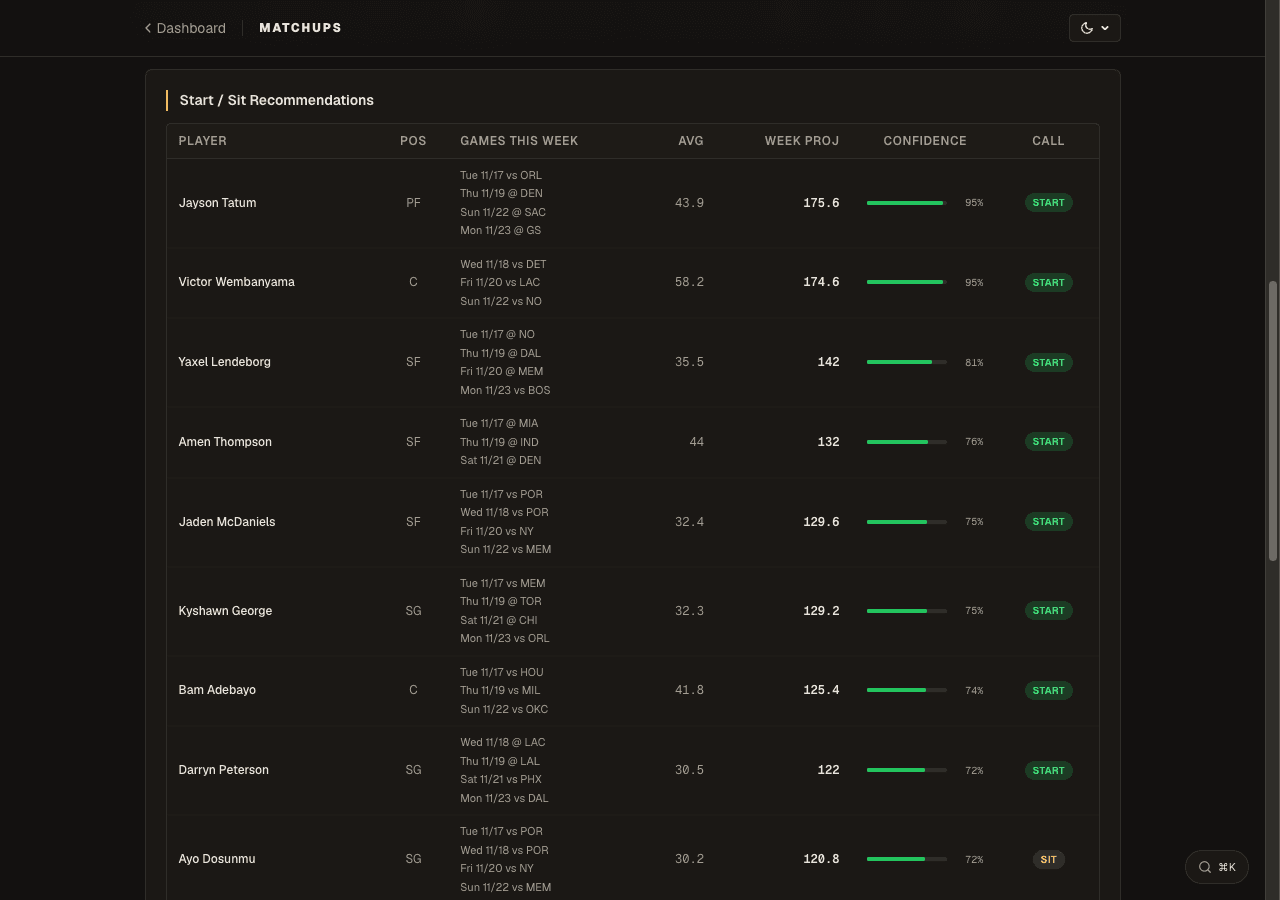 Dashboard
MATCHUPS
Start / Sit Recommendations
PLAYER POS GAMES THIS WEEK AVG WEEK PROJ CONFIDENCE CALL
Jayson Tatum PF
Tue 11/17 vs ORL
Thu 11/19 @ DEN
Sun 11/22 @ SAC
Mon 11/23 @ GS
43.9 175.6 95% START
Victor Wembanyama C
Wed 11/18 vs DET
Fri 11/20 vs LAC
Sun 11/22 vs NO
58.2 174.6 95% START
Yaxel Lendeborg SF
Tue 11/17 @ NO
Thu 11/19 @ DAL
Fri 11/20 @ MEM
Mon 11/23 vs BOS
35.5 142 81% START
Amen Thompson SF
Tue 11/17 @ MIA
Thu 11/19 @ IND
Sat 11/21 @ DEN
44 132 76% START
Jaden McDaniels SF
Tue 11/17 vs POR
Wed 11/18 vs POR
Fri 11/20 vs NY
Sun 11/22 vs MEM
32.4 129.6 75% START
Kyshawn George SG
Tue 11/17 vs MEM
Thu 11/19 @ TOR
Sat 11/21 @ CHI
Mon 11/23 vs ORL
32.3 129.2 75% START
Bam Adebayo C
Tue 11/17 vs HOU
Thu 11/19 vs MIL
Sun 11/22 vs OKC
41.8 125.4 74% START
Darryn Peterson SG
Wed 11/18 @ LAC
Thu 11/19 @ LAL
Sat 11/21 vs PHX
Mon 11/23 vs DAL
30.5 122 72% START
Ayo Dosunmu SG
Tue 11/17 vs POR
Wed 11/18 vs POR
Fri 11/20 vs NY
Sun 11/22 vs MEM
30.2 120.8 72% SIT
⌘K